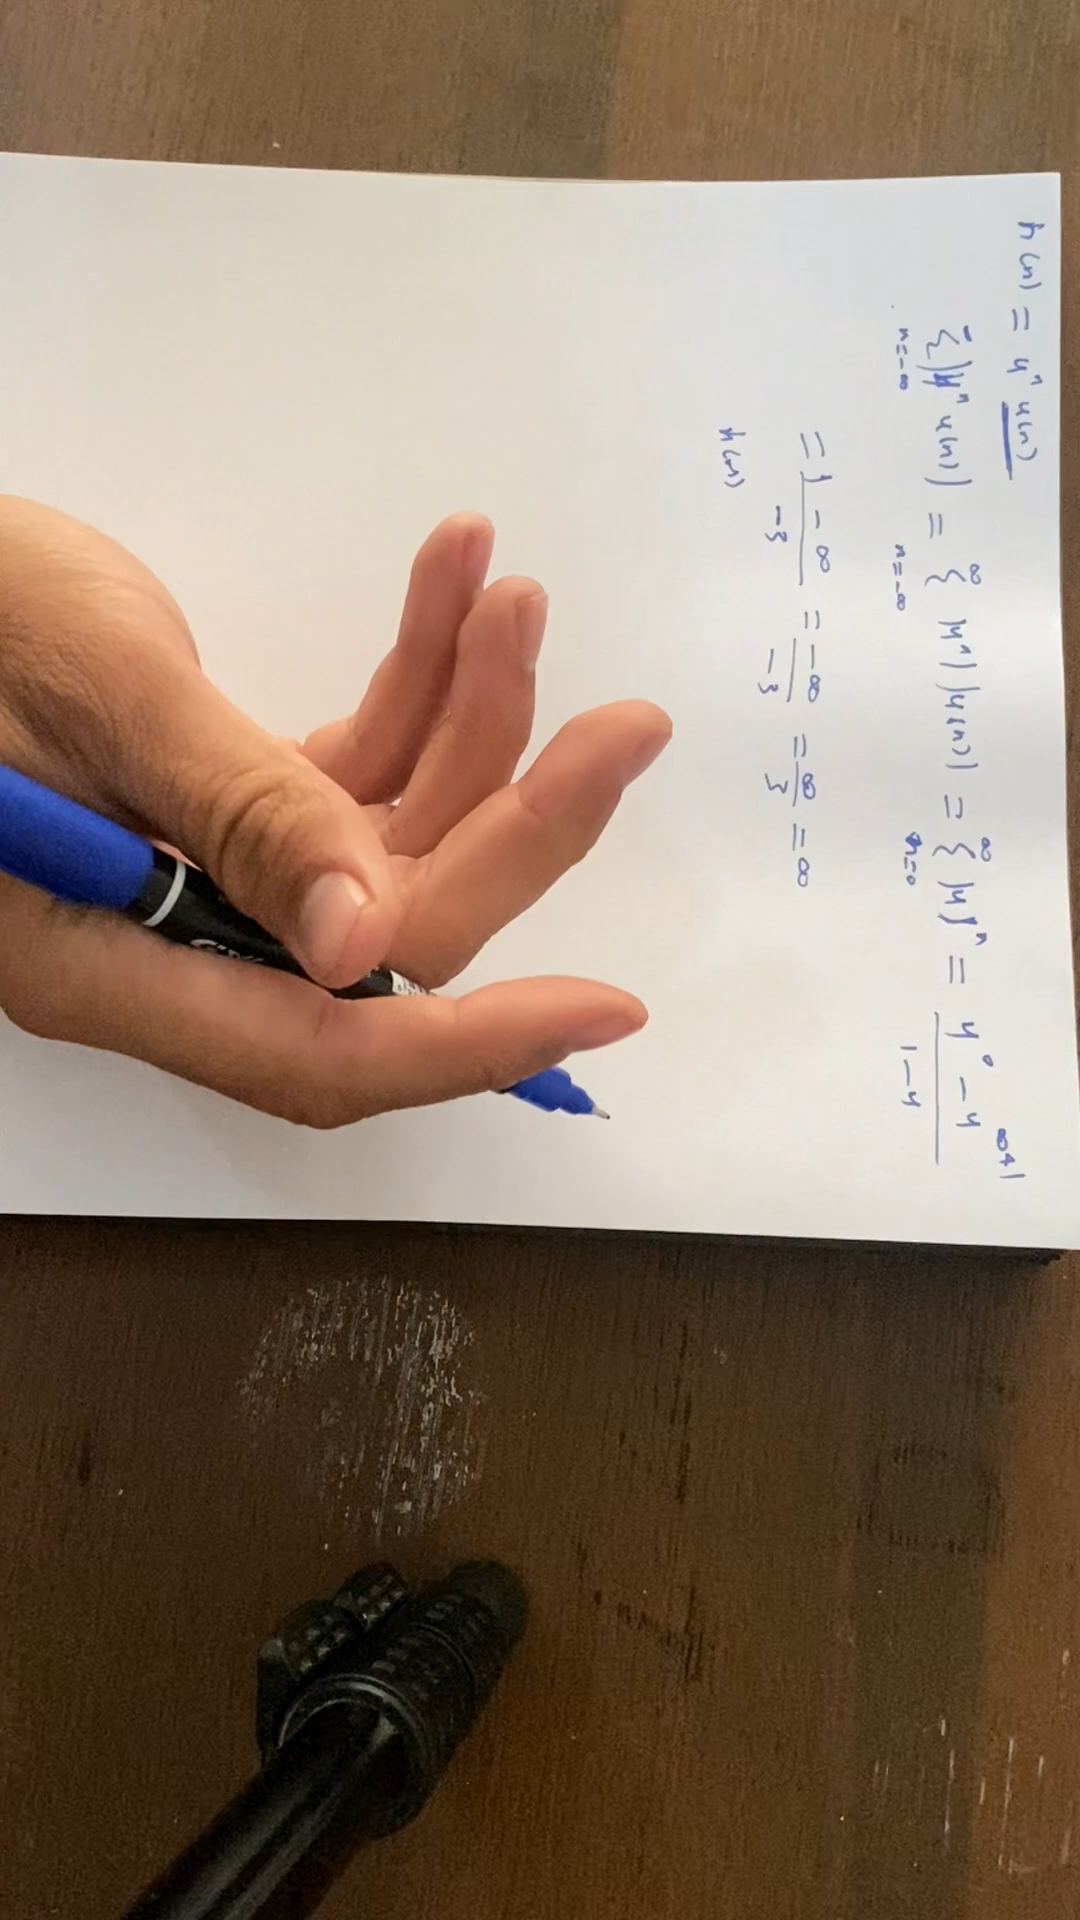 h(n) = 4ⁿ u(n)
∑ |4ⁿ u(n)| = ∑ |4ⁿ| |u(n)| = ∑ |4|ⁿ = 4⁰ - 4^∞+1 / 1-4
n=-∞ n=-∞ ∞ n=0 ∞
= 1 - ∞ / -3 = -∞ / -3 = ∞ / 3 = ∞
h(n)